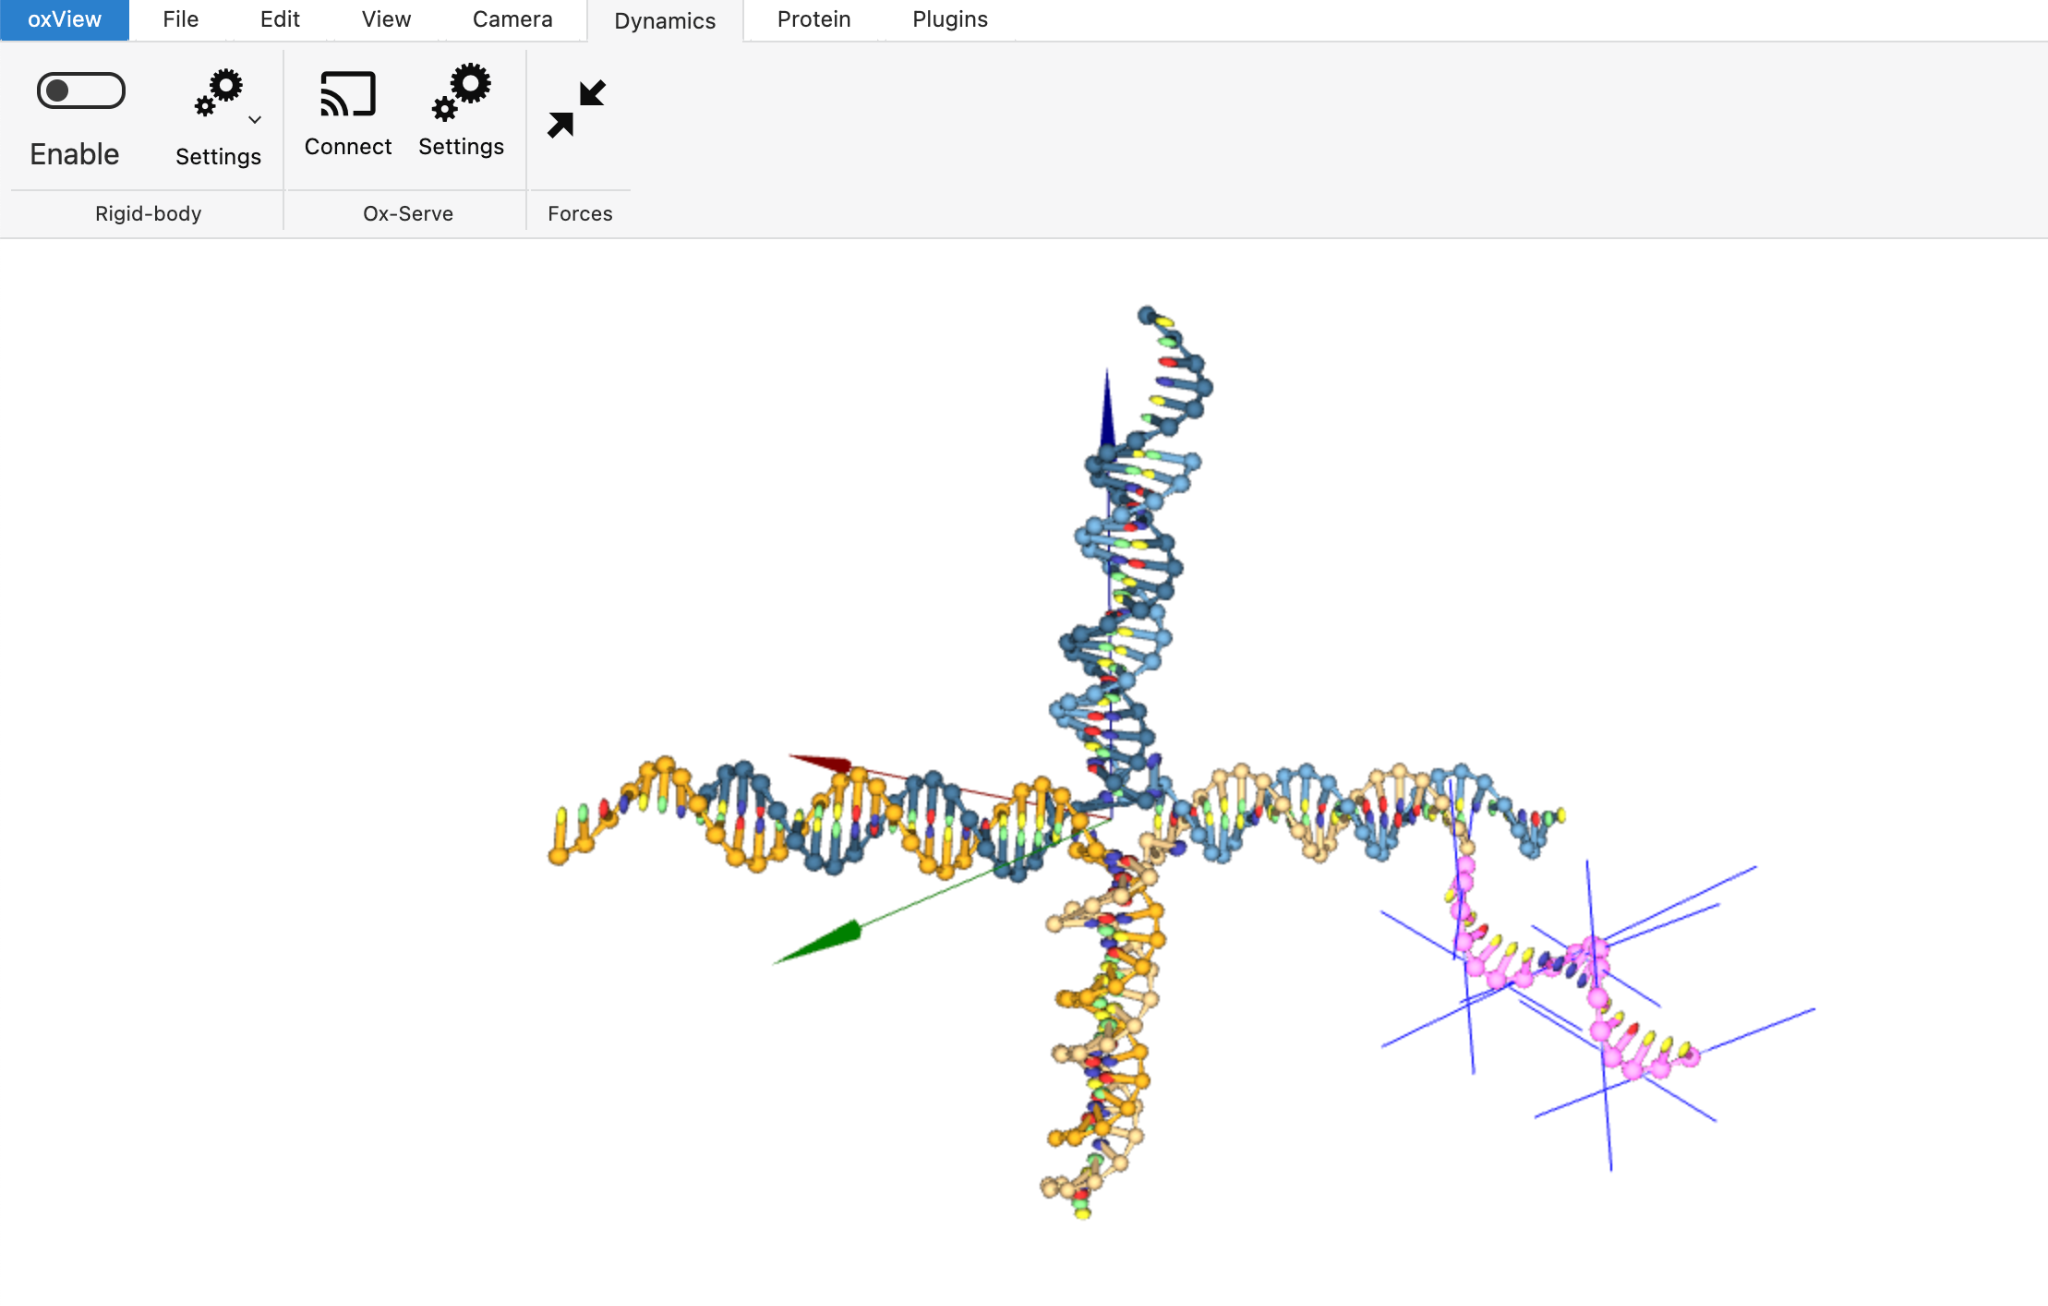 oxView File Edit View Camera Dynamics Protein Plugins
Enable Settings Connect Settings
Rigid-body Ox-Serve Forces